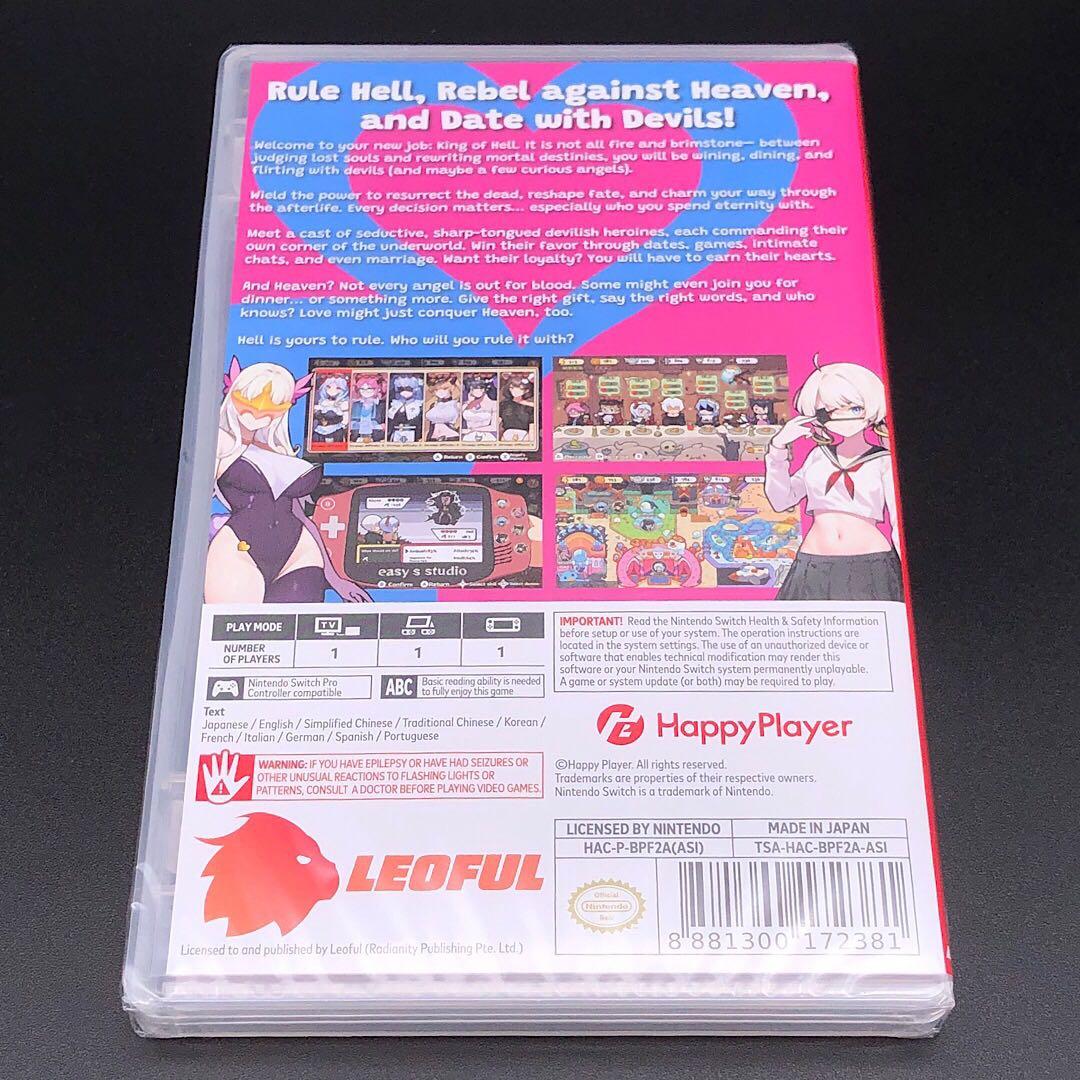 Rule Hell, Rebel against Heaven,
and Date with Devils!
Welcome to your new job: King of Hell. It is not all fire and brimstone— between
judging lost souls and rewriting mortal destinies, you will be wining, dining, and
flirting with devils (and maybe a few curious angels).
Wield the power to resurrect the dead, reshape fate, and charm your way through
the afterlife. Every decision matters... especially who you spend eternity with.
Meet a cast of seductive, sharp-tongued devilish heroines, each commanding their
own corner of the underworld. Win their favor through dates, games, intimate
chats, and even marriage. Want their loyalty? You will have to earn their hearts.
And Heaven? Not every angel is out for blood. Some might even join you for
dinner... or something more. Give the right gift, say the right words, and who
knows? Love might just conquer Heaven, too.
Hell is yours to rule. Who will you rule it with?
Return Confirm
easy s studio
Confirm Return
PLAY MODE
TV
NUMBER
OF PLAYERS
1 1 1
Nintendo Switch Pro
Controller compatible
ABC
Basic reading ability is needed
to fully enjoy this game
Text
Japanese / English / Simplified Chinese / Traditional Chinese / Korean /
French / Italian / German / Spanish / Portuguese
WARNING: IF YOU HAVE EPILEPSY OR HAVE HAD SEIZURES OR
OTHER UNUSUAL REACTIONS TO FLASHING LIGHTS OR
PATTERNS, CONSULT A DOCTOR BEFORE PLAYING VIDEO GAMES.
LEOFUL
Licensed to and published by Leoful (Radianity Publishing Pte. Ltd.)
IMPORTANT! Read the Nintendo Switch Health & Safety Information
before setup or use of your system. The operation instructions are
located in the system settings. The use of an unauthorized device or
software that enables technical modification may render this
software or your Nintendo Switch system permanently unplayable.
A game or system update (or both) may be required to play.
HappyPlayer
©Happy Player. All rights reserved.
Trademarks are properties of their respective owners.
Nintendo Switch is a trademark of Nintendo.
LICENSED BY NINTENDO MADE IN JAPAN
HAC-P-BPF2A(ASI) TSA-HAC-BPF2A-ASI
Official
Nintendo
Seal
8 881300 172381